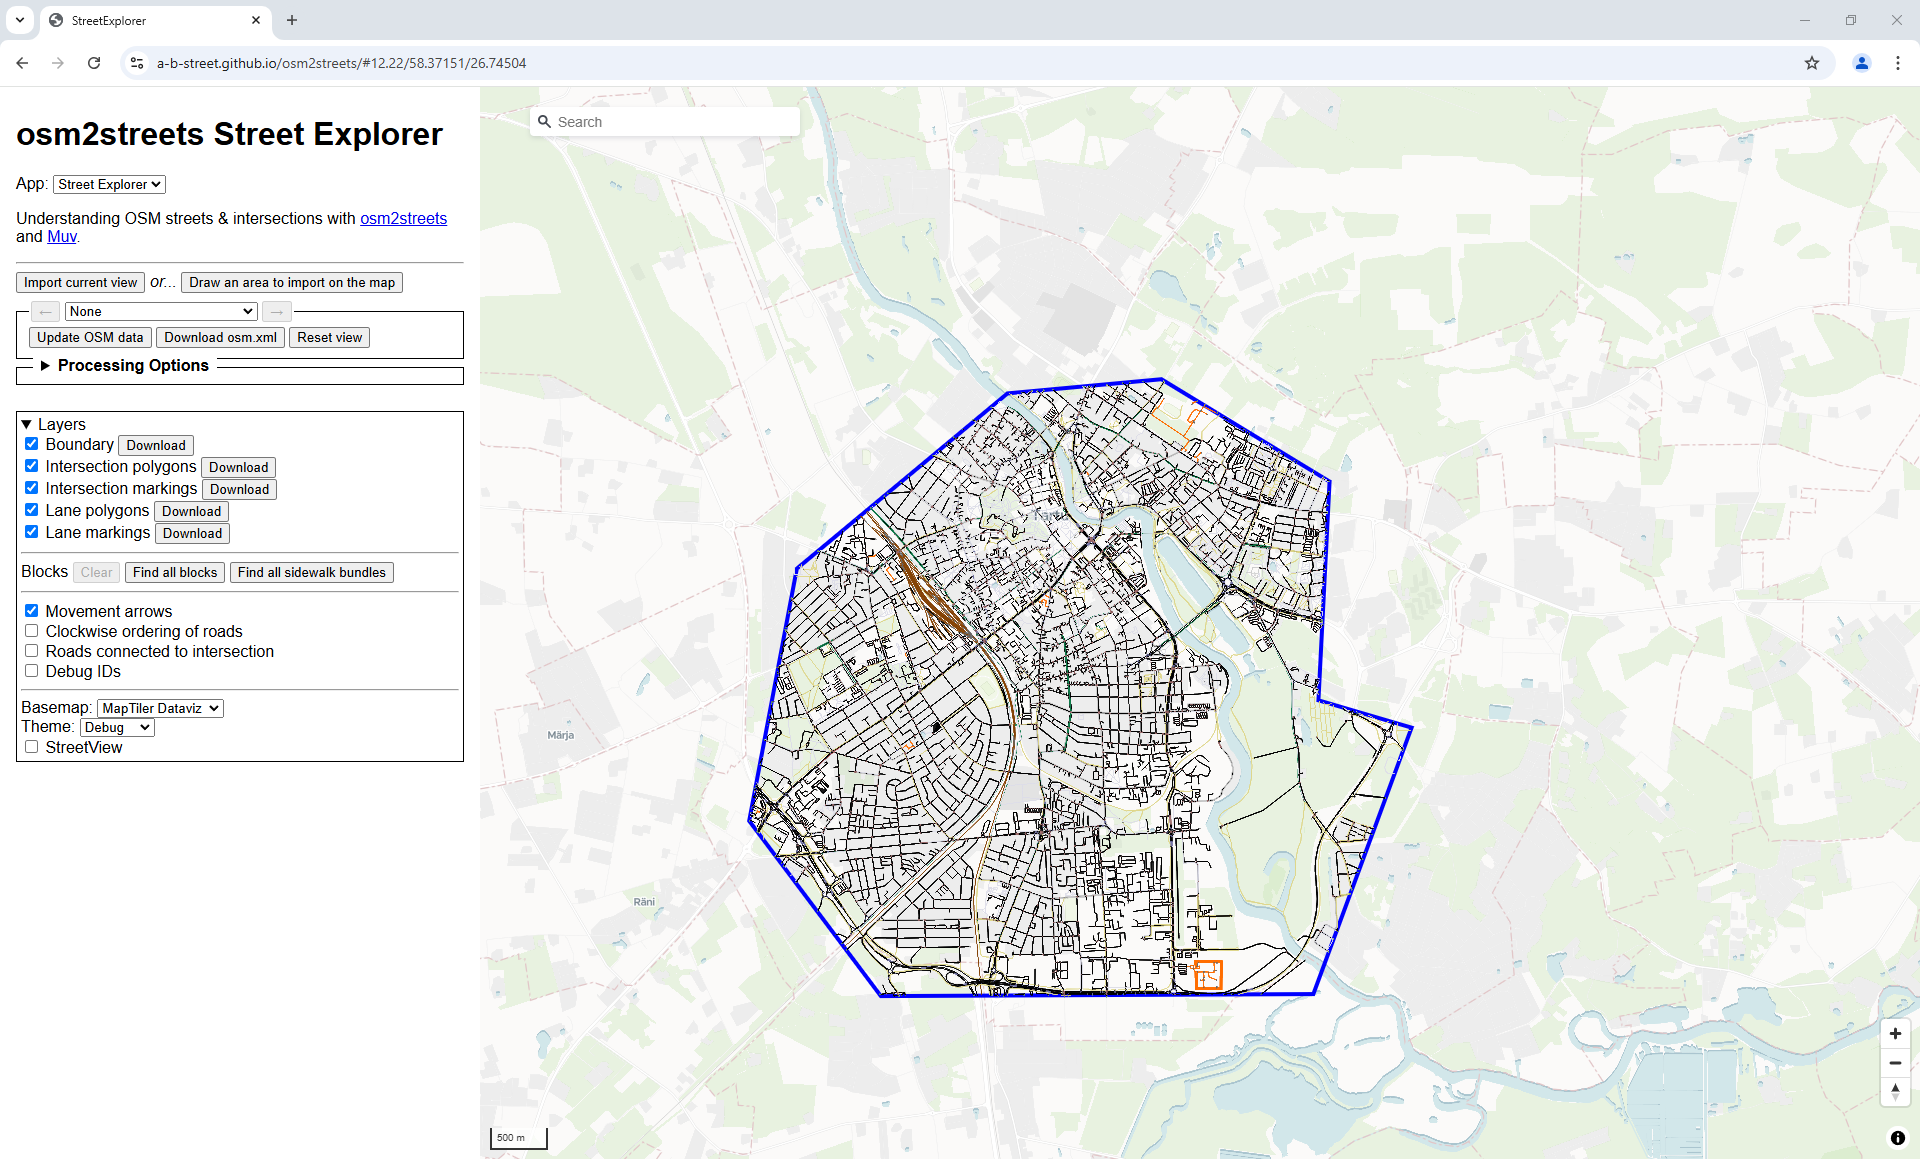 StreetExplorer
a-b-street.github.io/osm2streets/#12.22/58.37151/26.74504
osm2streets Street Explorer
App: Street Explorer
Understanding OSM streets & intersections with osm2streets
and Muv.
Import current view or... Draw an area to import on the map
← None →
Update OSM data Download osm.xml Reset view
Processing Options
Layers
Boundary Download
Intersection polygons Download
Intersection markings Download
Lane polygons Download
Lane markings Download
Blocks Clear Find all blocks Find all sidewalk bundles
Movement arrows
Clockwise ordering of roads
Roads connected to intersection
Debug IDs
Basemap: MapTiler Dataviz
Theme: Debug
StreetView
Search
Tartu
Märja
Räni
500 m